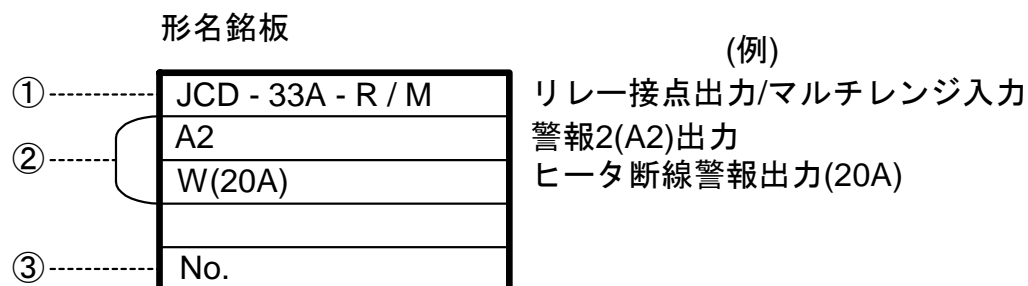 形名銘板
(例)
① JCD - 33A - R / M リレー接点出力/マルチレンジ入力
② A2 警報2(A2)出力
W(20A) ヒータ断線警報出力(20A)
③ No.